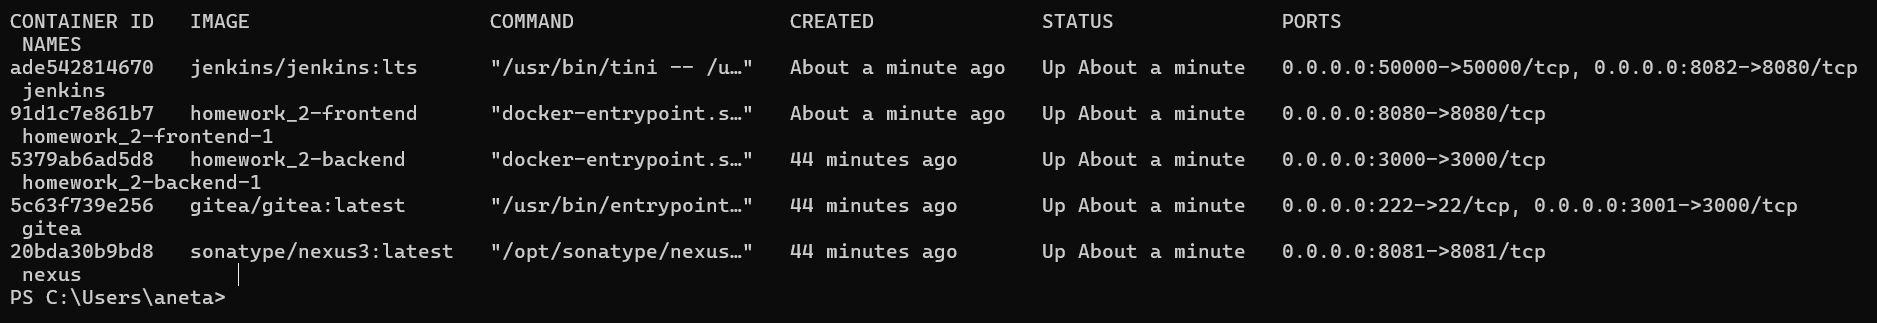 CONTAINER ID   IMAGE                    COMMAND                  CREATED              STATUS              PORTS
 NAMES
ade542814670   jenkins/jenkins:lts      "/usr/bin/tini -- /u…"   About a minute ago   Up About a minute   0.0.0.0:50000->50000/tcp, 0.0.0.0:8082->8080/tcp
 jenkins
91d1c7e861b7   homework_2-frontend      "docker-entrypoint.s…"   About a minute ago   Up About a minute   0.0.0.0:8080->8080/tcp
 homework_2-frontend-1
5379ab6ad5d8   homework_2-backend       "docker-entrypoint.s…"   44 minutes ago       Up About a minute   0.0.0.0:3000->3000/tcp
 homework_2-backend-1
5c63f739e256   gitea/gitea:latest       "/usr/bin/entrypoint…"   44 minutes ago       Up About a minute   0.0.0.0:222->22/tcp, 0.0.0.0:3001->3000/tcp
 gitea
20bda30b9bd8   sonatype/nexus3:latest   "/opt/sonatype/nexus…"   44 minutes ago       Up About a minute   0.0.0.0:8081->8081/tcp
 nexus
PS C:\Users\aneta>